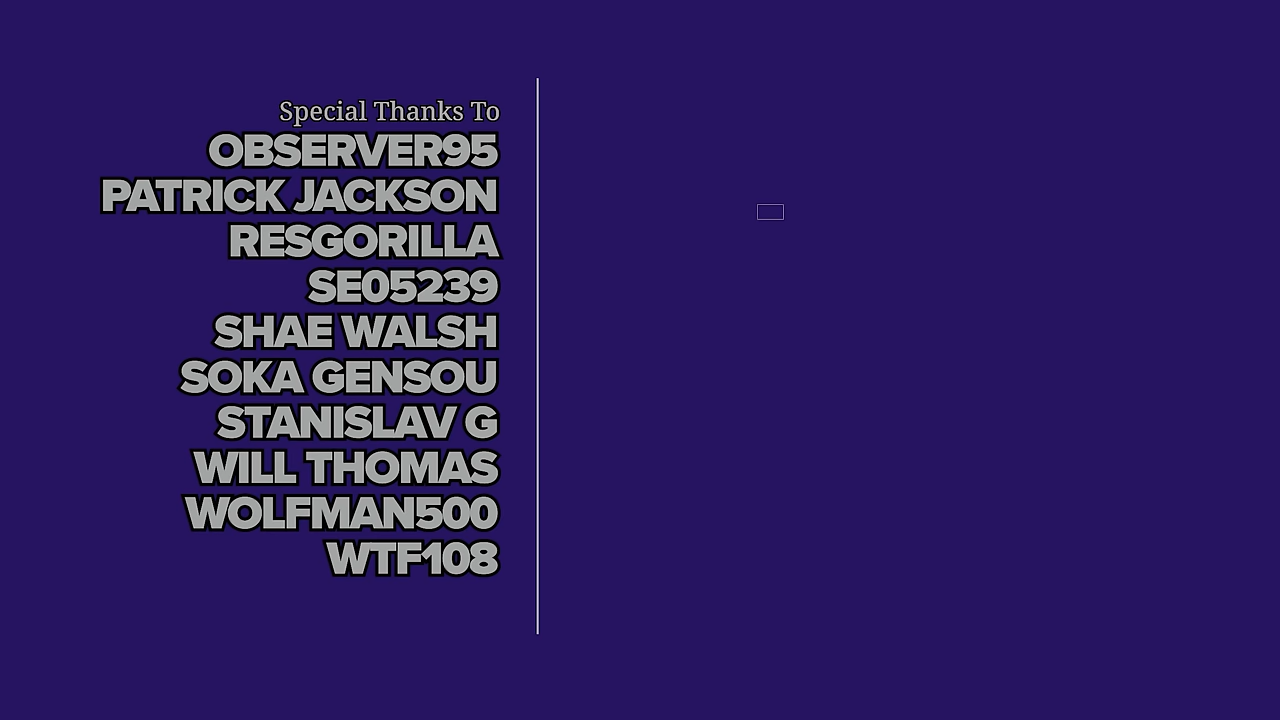 Special Thanks To
OBSERVER95
PATRICK JACKSON
RESGORILLA
SE05239
SHAE WALSH
SOKA GENSOU
STANISLAV G
WILL THOMAS
WOLFMAN500
WTF108